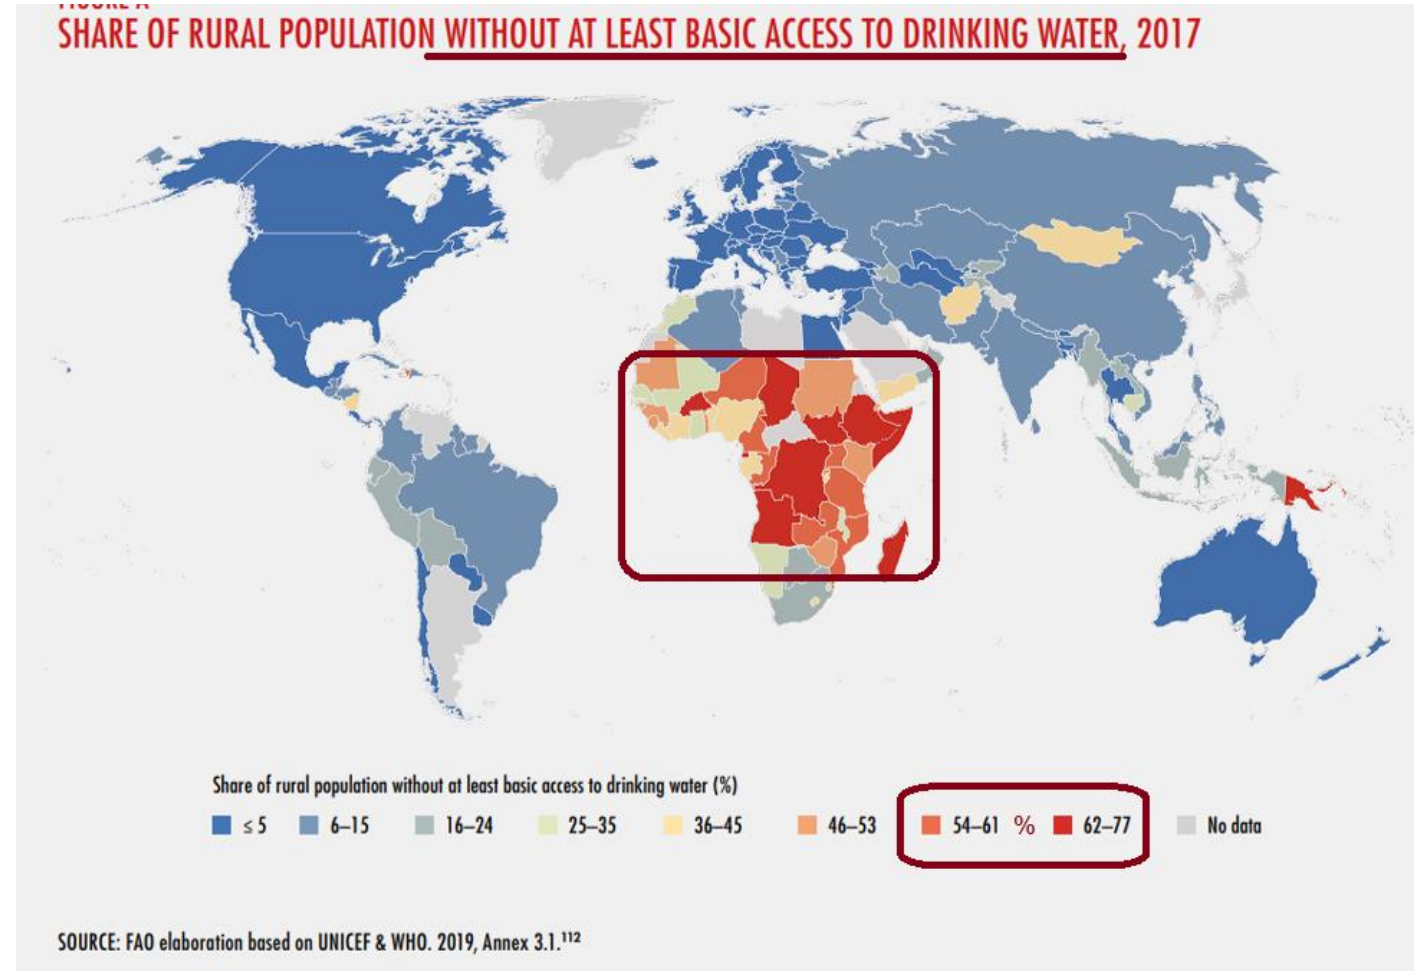 SHARE OF RURAL POPULATION WITHOUT AT LEAST BASIC ACCESS TO DRINKING WATER, 2017
Share of rural population without at least basic access to drinking water (%)
≤ 5 6–15 16–24 25–35 36–45 46–53 54–61 % 62–77 No data
SOURCE: FAO elaboration based on UNICEF & WHO. 2019, Annex 3.1.¹¹²